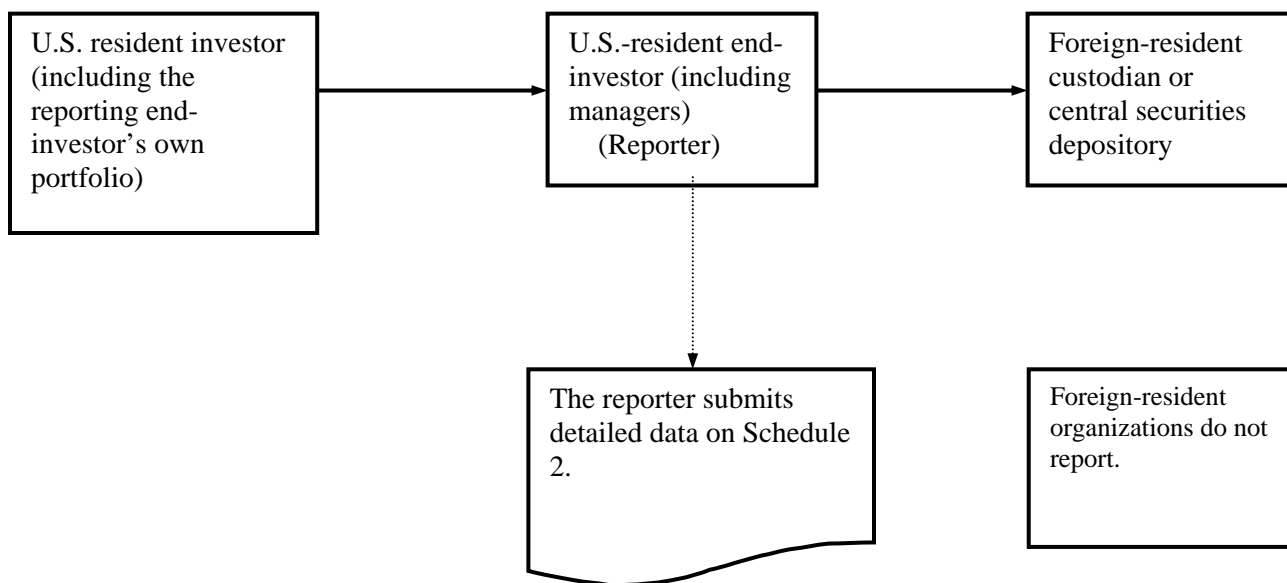 U.S. resident investor
(including the
reporting end-
investor’s own
portfolio)
U.S.-resident end-
investor (including
managers)
(Reporter)
Foreign-resident
custodian or
central securities
depository
The reporter submits
detailed data on Schedule
2.
Foreign-resident
organizations do not
report.